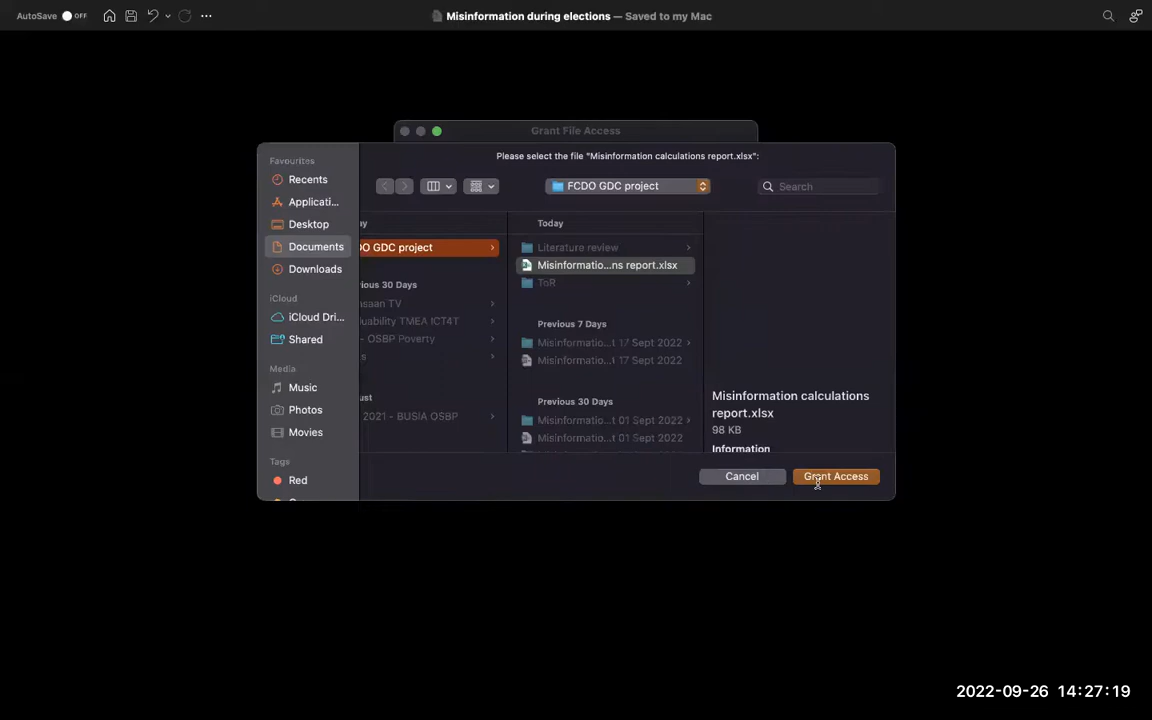 AutoSave OFF
Misinformation during elections — Saved to my Mac
Grant File Access
Please select the file "Misinformation calculations report.xlsx":
FCDO GDC project
Search
Favourites
Recents
Applicati...
Desktop
Documents
Downloads
iCloud
iCloud Dri...
Shared
Media
Music
Photos
Movies
Tags
Red
O GDC project
ious 30 Days
nsaan TV
luability TMEA ICT4T
- OSBP Poverty
s
ust
2021 - BUSIA OSBP
Today
Literature review
Misinformatio...ns report.xlsx
ToR
Previous 7 Days
Misinformatio...t 17 Sept 2022
Misinformatio...t 17 Sept 2022
Previous 30 Days
Misinformatio...t 01 Sept 2022
Misinformatio...t 01 Sept 2022
Misinformation calculations
report.xlsx
98 KB
Information
Cancel
Grant Access
2022-09-26 14:27:19